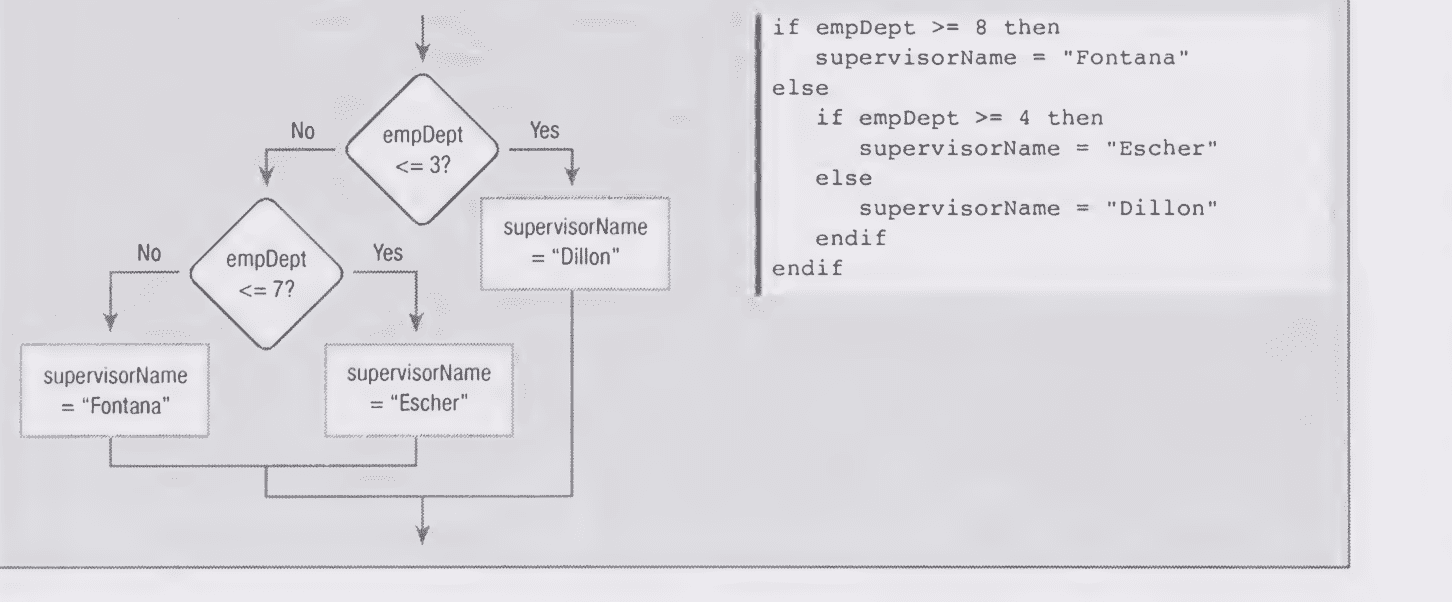 No
empDept
<= 3?
Yes
supervisorName
= “Dillon”
No
empDept
<= 7?
Yes
supervisorName
= “Fontana”
supervisorName
= “Escher”
if empDept >= 8 then
   supervisorName = "Fontana"
else
   if empDept >= 4 then
      supervisorName = "Escher"
   else
      supervisorName = "Dillon"
   endif
endif